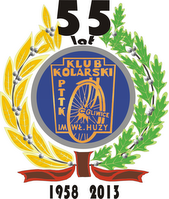 55
lat
KLUB
KOLARSKI
PTTK
GLIWICE
IM. WŁ. HUZY
1958 2013